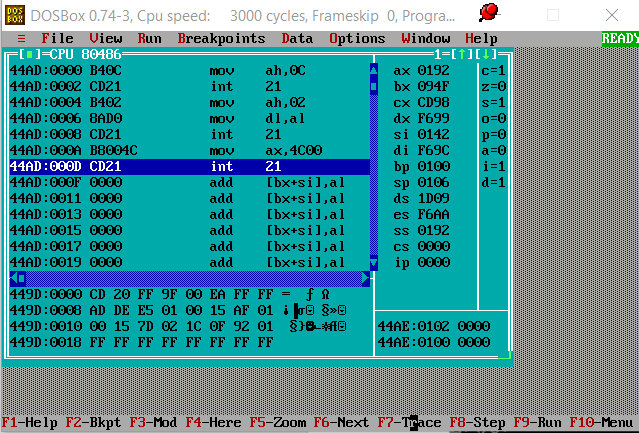 DOSBox 0.74-3, Cpu speed: 3000 cycles, Frameskip 0, Progra...
≡ File View Run Breakpoints Data Options Window Help READY
[■]=CPU 80486 1=[↑][↓]
44AD:0000 B40C mov ah,0C ax 0192 c=1
44AD:0002 CD21 int 21 bx 094F z=0
44AD:0004 B402 mov ah,02 cx CD98 s=1
44AD:0006 8AD0 mov dl,al dx F699 o=0
44AD:0008 CD21 int 21 si 0142 p=0
44AD:000A B8004C mov ax,4C00 di F69C a=0
44AD:000D CD21 int 21 bp 0100 i=1
44AD:000F 0000 add [bx+si],al sp 0106 d=1
44AD:0011 0000 add [bx+si],al ds 1D09
44AD:0013 0000 add [bx+si],al es F6AA
44AD:0015 0000 add [bx+si],al ss 0192
44AD:0017 0000 add [bx+si],al cs 0000
44AD:0019 0000 add [bx+si],al ip 0000
449D:0000 CD 20 FF 9F 00 EA FF FF = ƒ Ω
449D:0008 AD DE E5 01 00 15 AF 01 ¡▐σ☺ §»☺
449D:0010 00 15 7D 02 1C 0F 92 01 §}☻∟☼Æ☺ 44AE:0102 0000
449D:0018 FF FF FF FF FF FF FF FF 44AE:0100 0000
F1-Help F2-Bkpt F3-Mod F4-Here F5-Zoom F6-Next F7-Trace F8-Step F9-Run F10-Menu